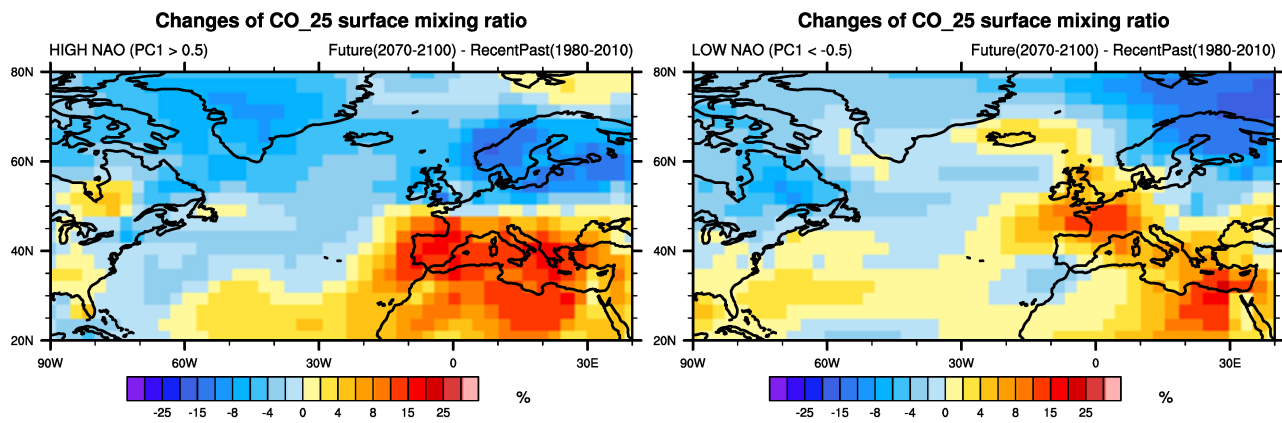 Changes of CO_25 surface mixing ratio
HIGH NAO (PC1 > 0.5) Future(2070-2100) - RecentPast(1980-2010)
80N
60N
40N
20N
90W 60W 30W 0 30E
-25 -15 -8 -4 0 4 8 15 25 %
Changes of CO_25 surface mixing ratio
LOW NAO (PC1 < -0.5) Future(2070-2100) - RecentPast(1980-2010)
80N
60N
40N
20N
90W 60W 30W 0 30E
-25 -15 -8 -4 0 4 8 15 25 %